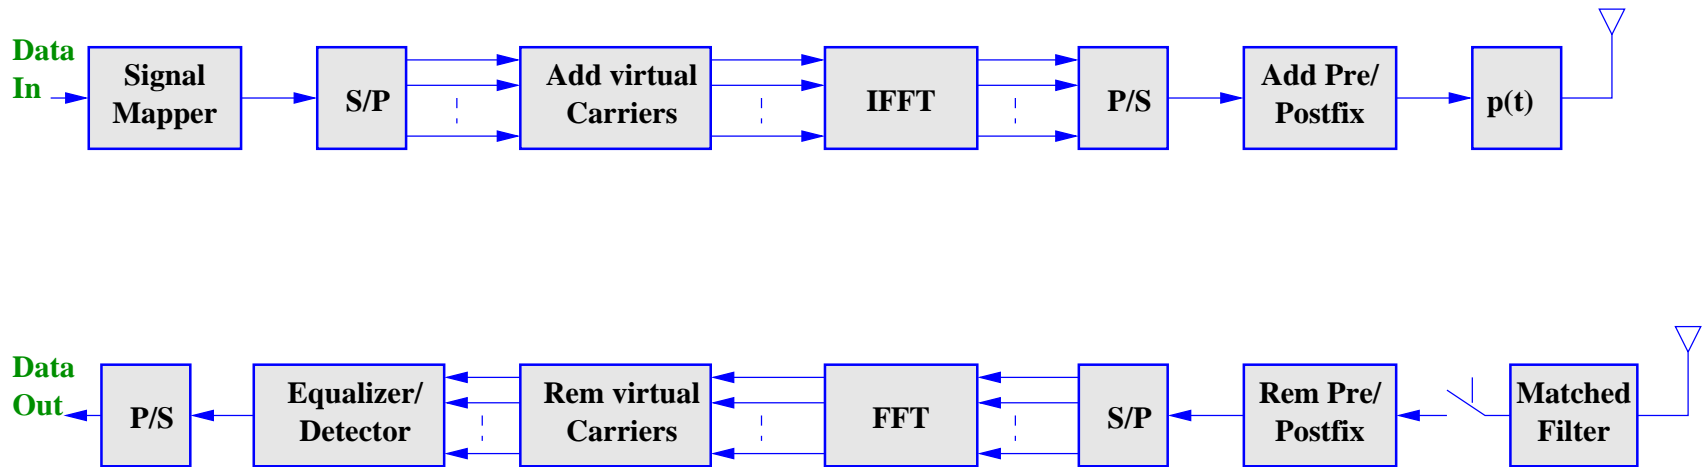 Data
In
Signal
Mapper
S/P
Add virtual
Carriers
IFFT
P/S
Add Pre/
Postfix
p(t)
Data
Out
P/S
Equalizer/
Detector
Rem virtual
Carriers
FFT
S/P
Rem Pre/
Postfix
Matched
Filter